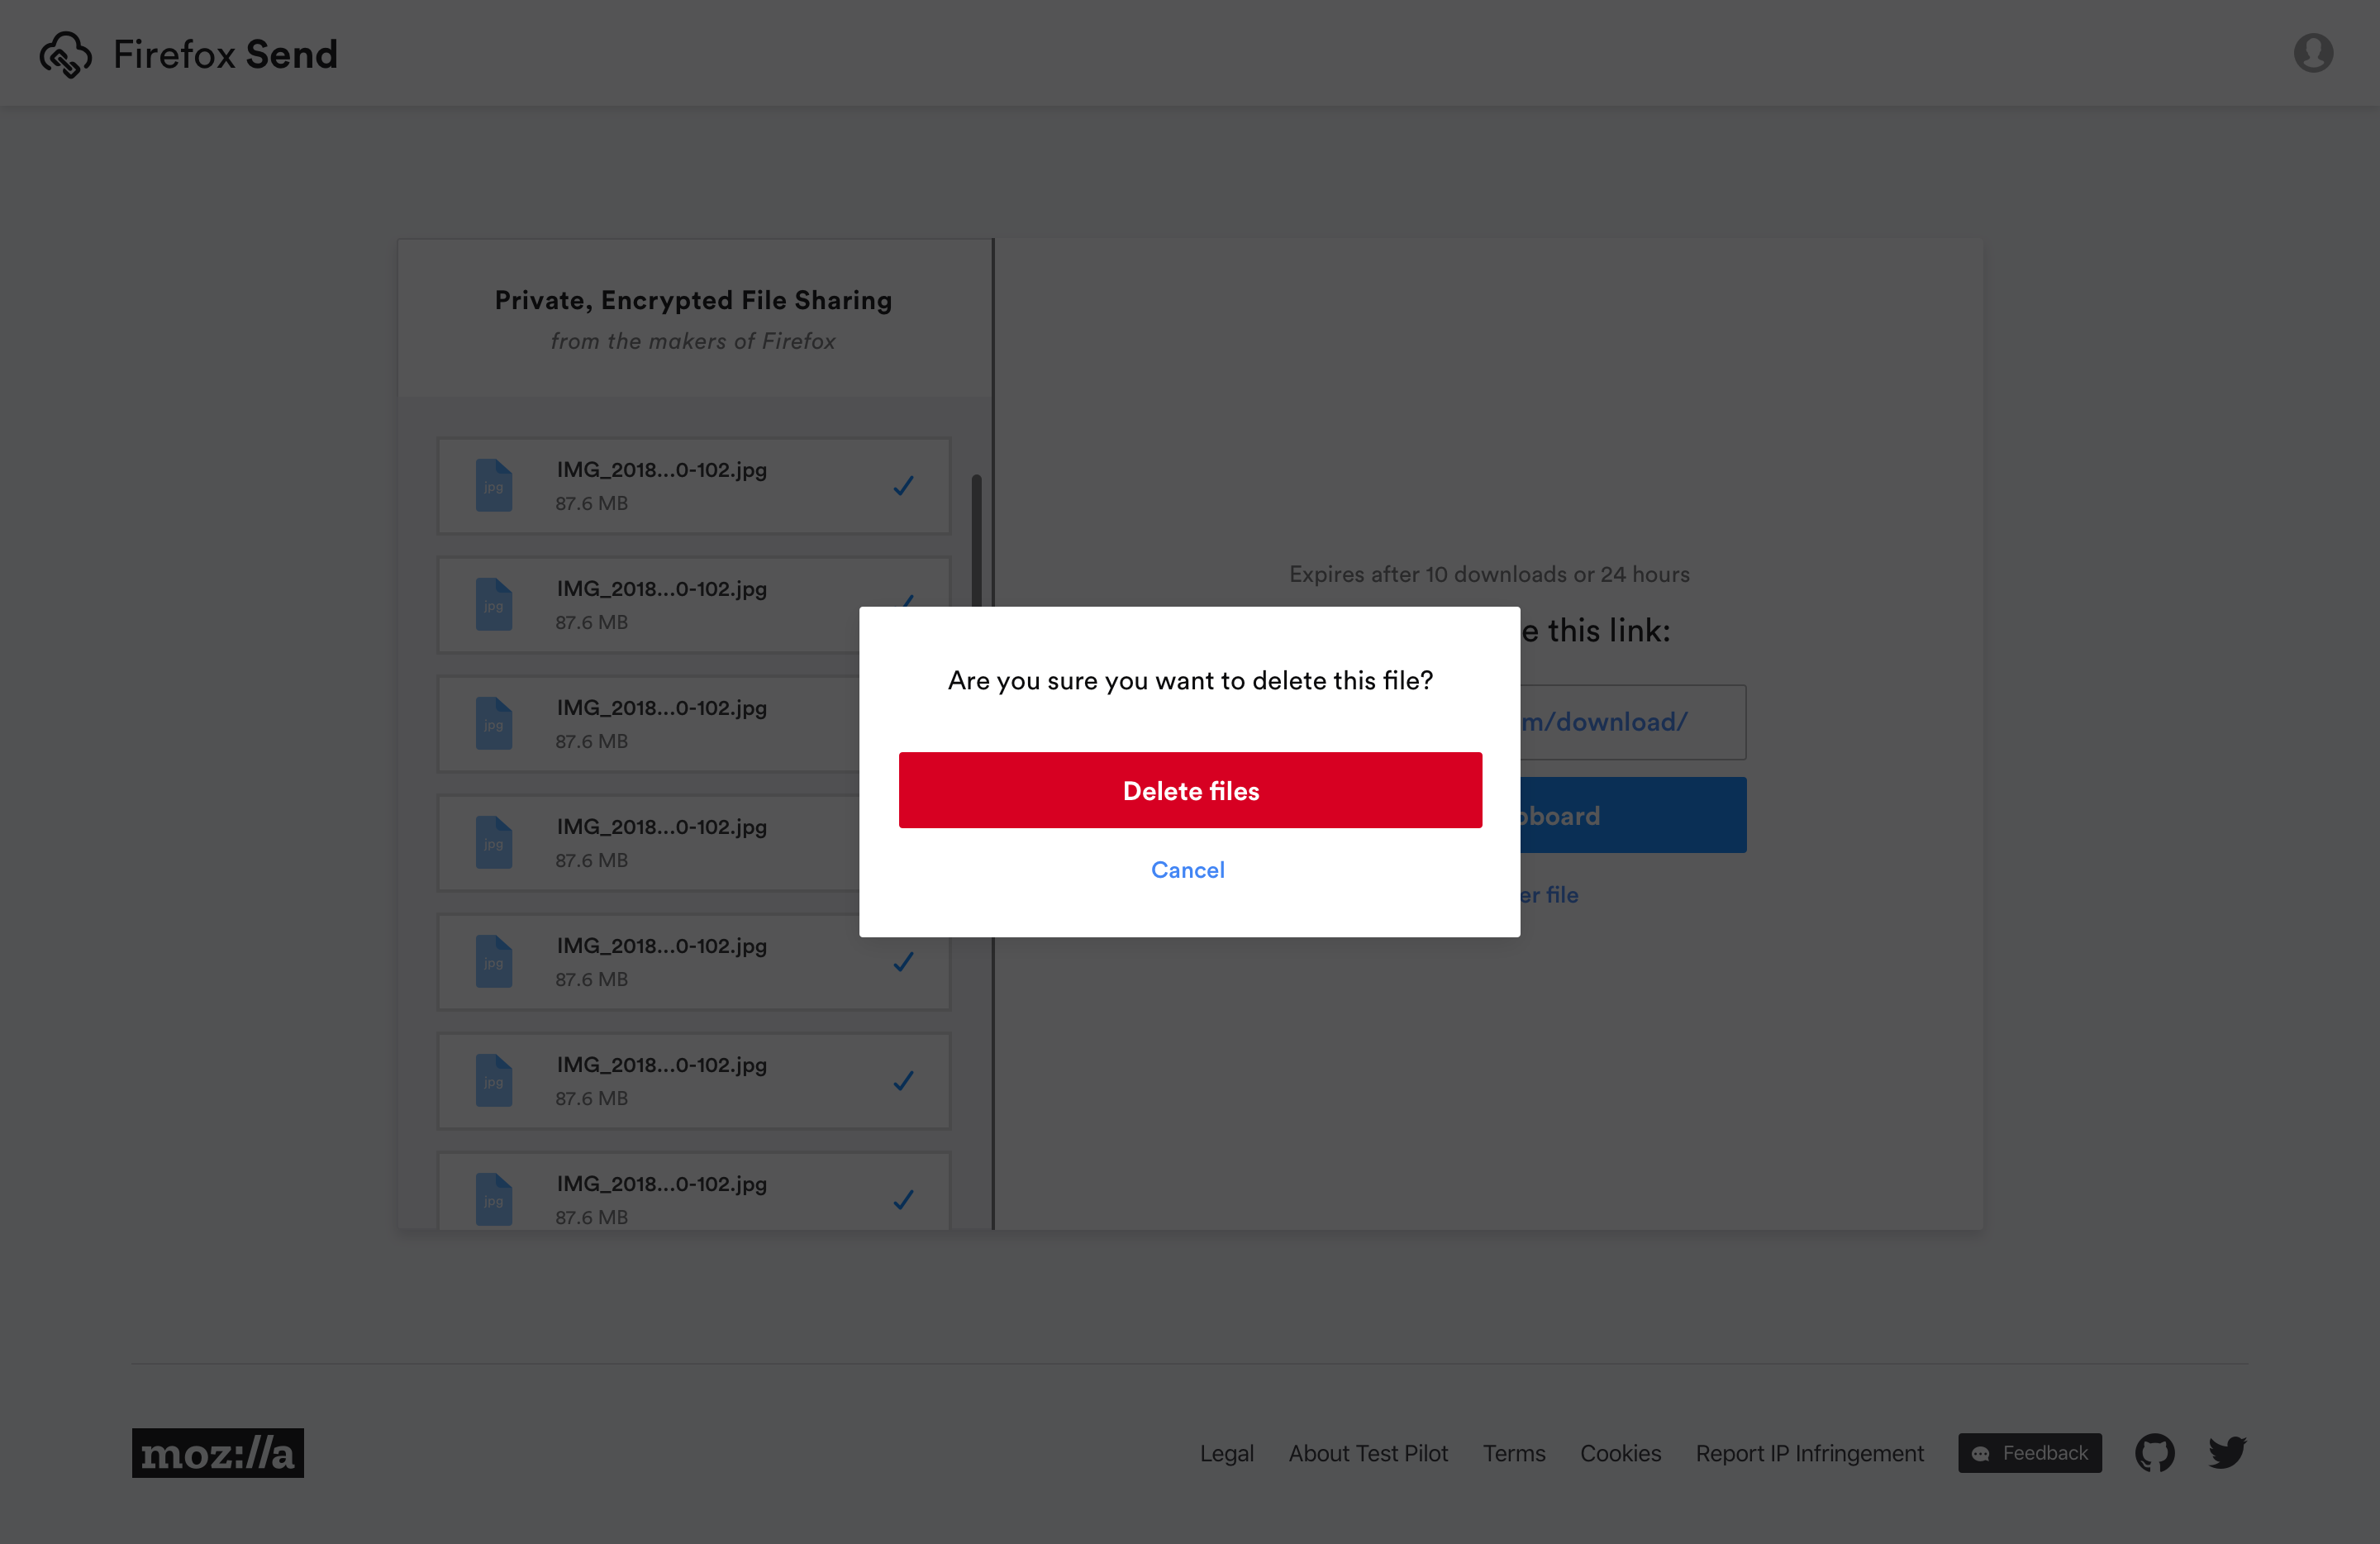 Firefox Send
Private, Encrypted File Sharing
from the makers of Firefox
jpg
IMG_2018...0-102.jpg
87.6 MB
jpg
IMG_2018...0-102.jpg
87.6 MB
jpg
IMG_2018...0-102.jpg
87.6 MB
jpg
IMG_2018...0-102.jpg
87.6 MB
jpg
IMG_2018...0-102.jpg
87.6 MB
jpg
IMG_2018...0-102.jpg
87.6 MB
jpg
IMG_2018...0-102.jpg
87.6 MB
Expires after 10 downloads or 24 hours
this link:
/download/
file
Are you sure you want to delete this file?
Delete files
Cancel
moz://a
Legal
About Test Pilot
Terms
Cookies
Report IP Infringement
Feedback